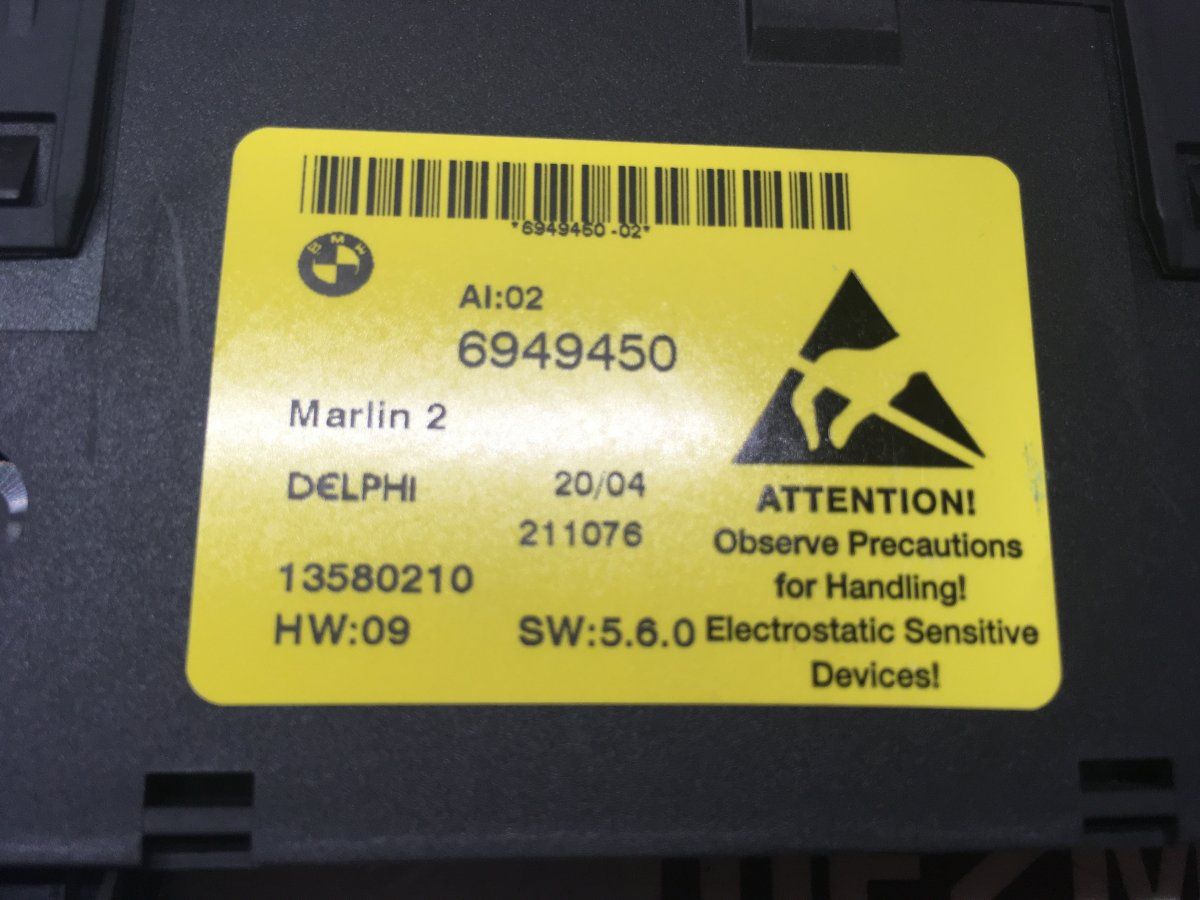 *6949450-02*
BMW
AI:02
6949450
Marlin 2
DELPHI
20/04
211076
13580210
HW:09
SW:5.6.0
ATTENTION!
Observe Precautions
for Handling!
Electrostatic Sensitive
Devices!